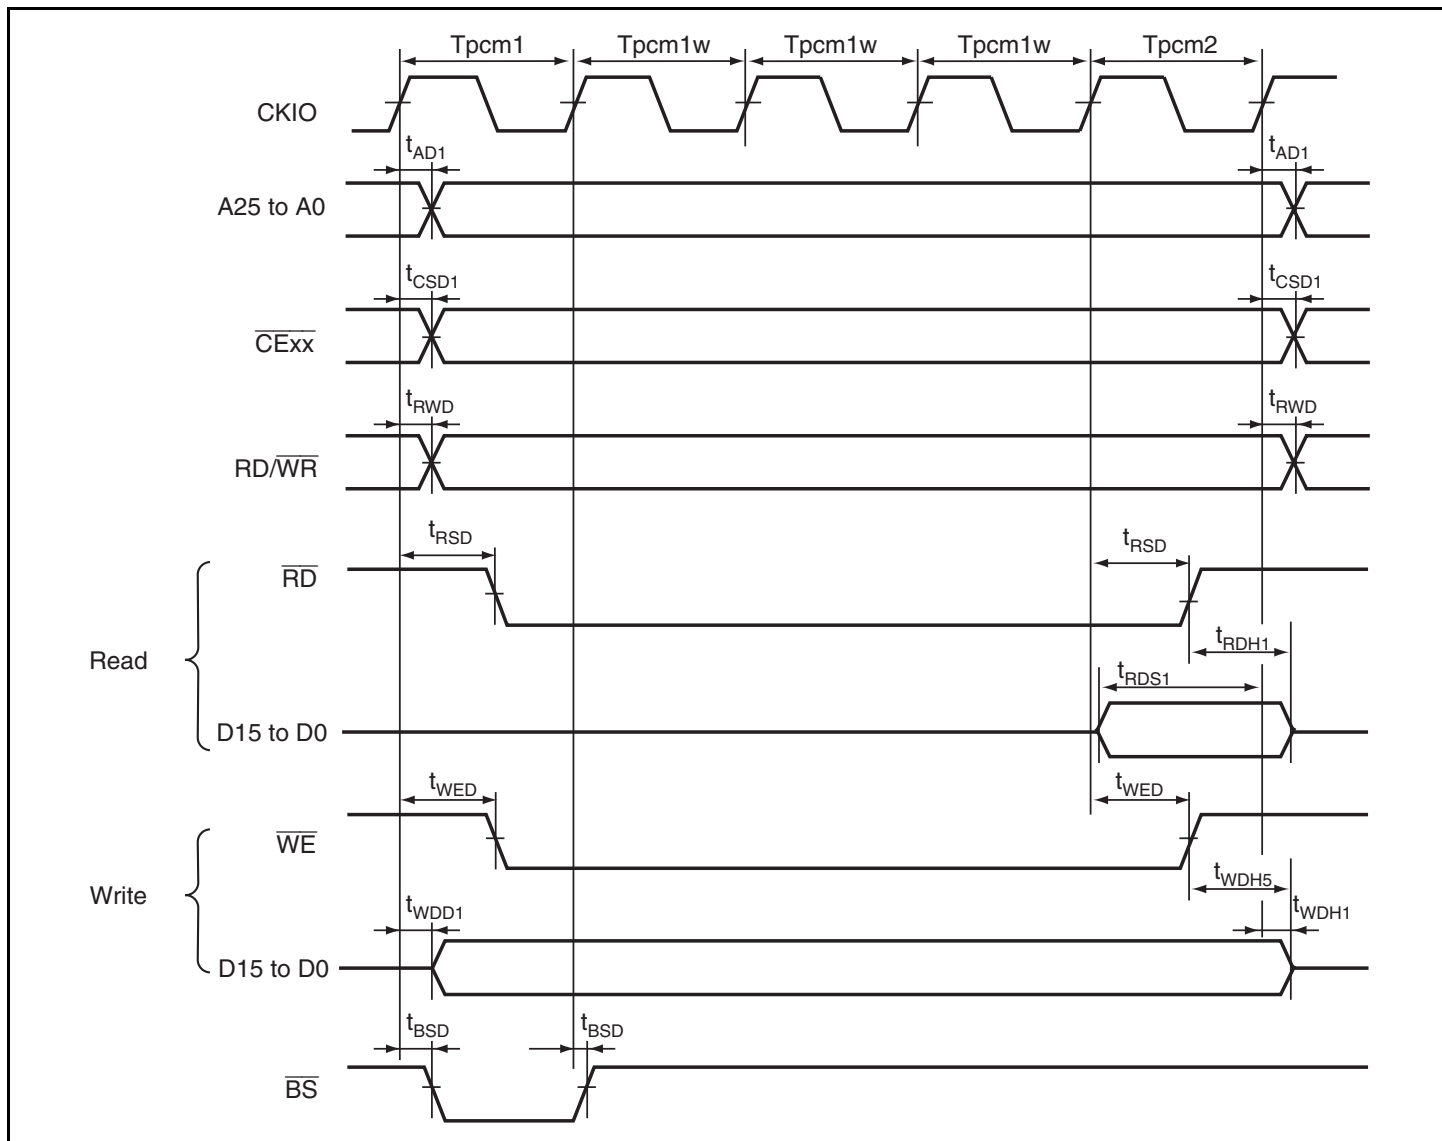 Tpcm1 Tpcm1w Tpcm1w Tpcm1w Tpcm2
CKIO
tAD1 tAD1
A25 to A0
tCSD1 tCSD1
CExx
tRWD tRWD
RD/WR
tRSD tRSD
RD
tRDH1
Read
tRDS1
D15 to D0
tWED tWED
WE
tWDH5
Write
tWDD1 tWDH1
D15 to D0
tBSD tBSD
BS